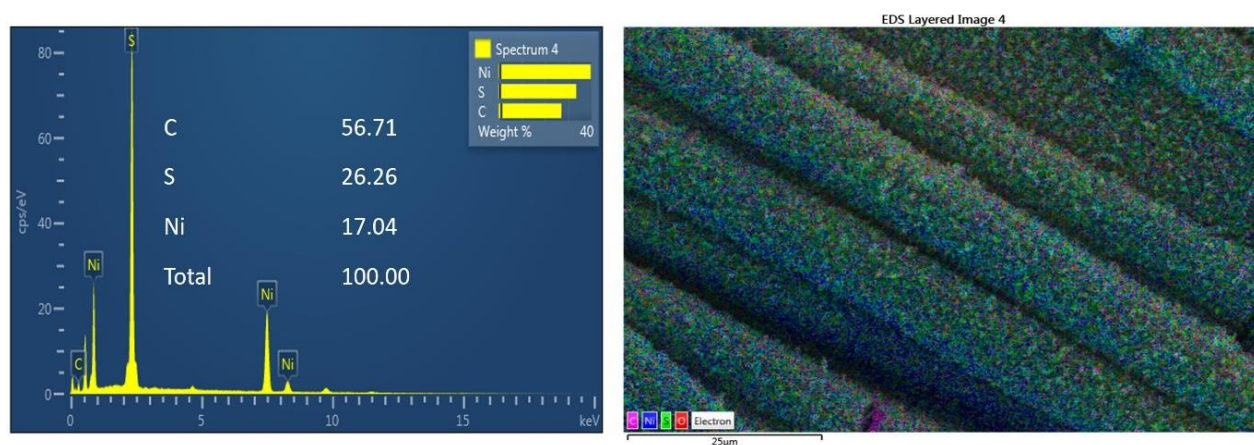 EDS Layered Image 4
S
80
60
40
20
0
cps/eV
Spectrum 4
Ni
S
C
Weight % 40
C 56.71
S 26.26
Ni 17.04
Total 100.00
Ni
C
Ni
Ni
0 5 10 15 keV
C Ni S O Electron
25μm